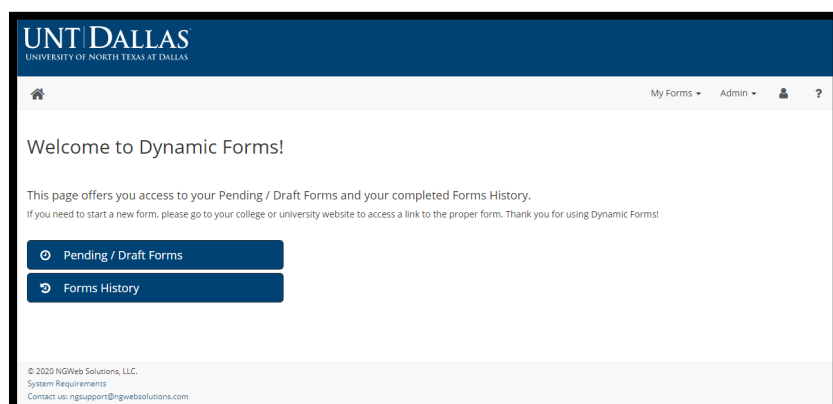 UNT DALLAS
UNIVERSITY OF NORTH TEXAS AT DALLAS
My Forms Admin ?
Welcome to Dynamic Forms!
This page offers you access to your Pending / Draft Forms and your completed Forms History.
If you need to start a new form, please go to your college or university website to access a link to the proper form. Thank you for using Dynamic Forms!
Pending / Draft Forms
Forms History
© 2020 NGWeb Solutions, LLC.
System Requirements
Contact us: ngsupport@ngwebsolutions.com